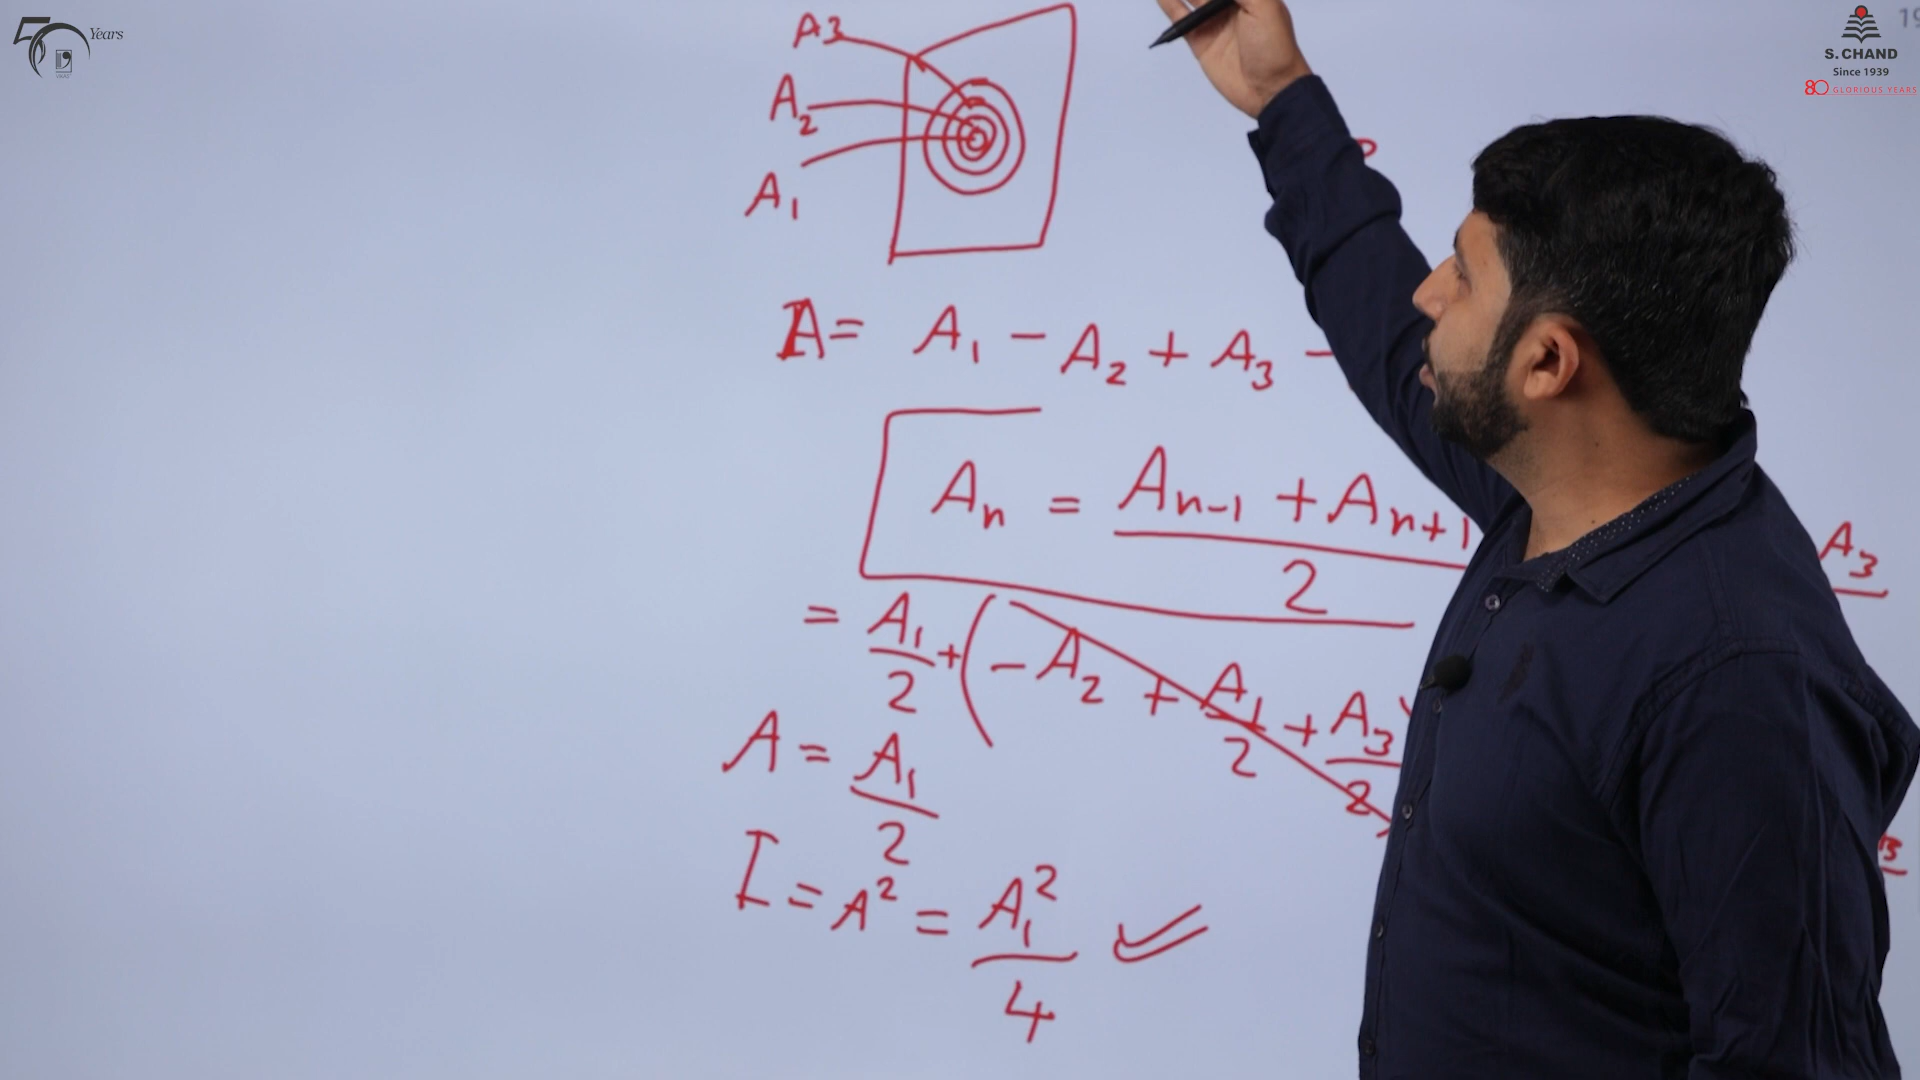 50 Years
S. CHAND
Since 1939
80 GLORIOUS YEARS
A3
A2
A1
A = A1 - A2 + A3 -
An = (An-1 + An+1) / 2
A3
= A1/2 + ( - A2 + A1/2 + A3/2
A = A1/2
I = A² = A1²/4